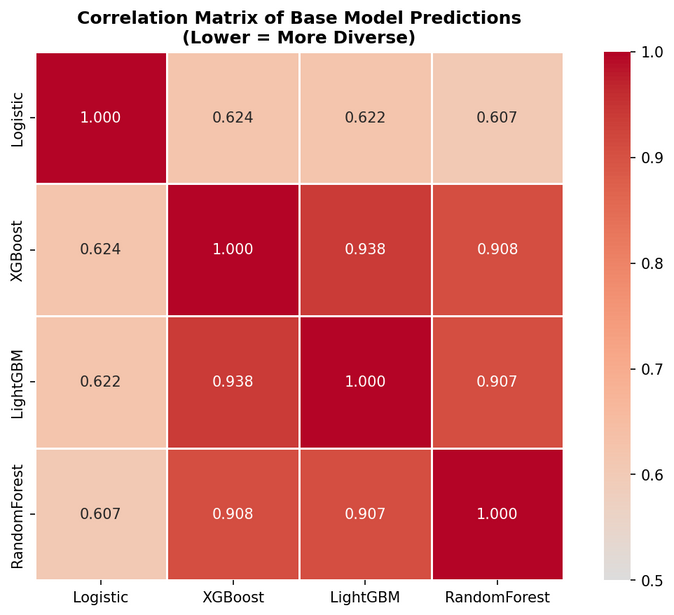 Correlation Matrix of Base Model Predictions
(Lower = More Diverse)
Logistic
1.000 0.624 0.622 0.607
XGBoost
0.624 1.000 0.938 0.908
LightGBM
0.622 0.938 1.000 0.907
RandomForest
0.607 0.908 0.907 1.000
Logistic XGBoost LightGBM RandomForest
1.0
0.9
0.8
0.7
0.6
0.5